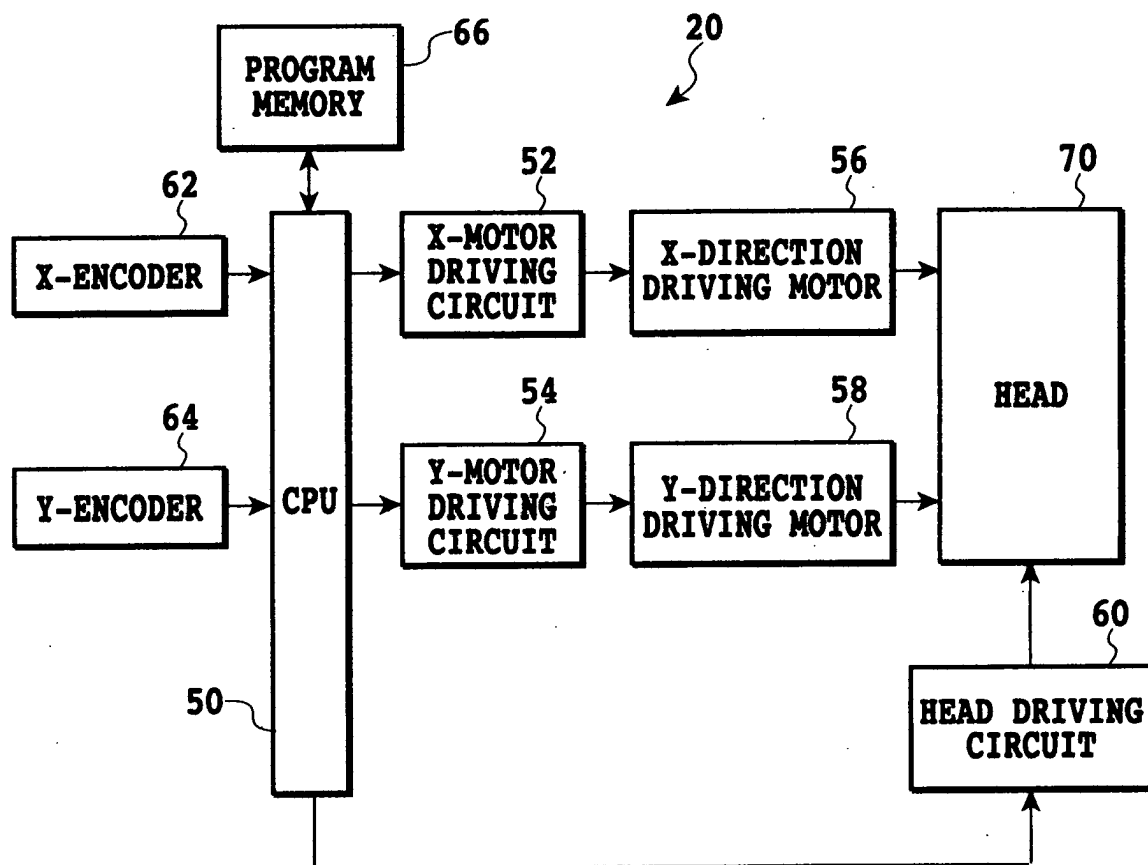 66
20
PROGRAM
MEMORY
62
52
56
70
X-ENCODER
X-MOTOR
DRIVING
CIRCUIT
X-DIRECTION
DRIVING MOTOR
HEAD
64
54
58
Y-ENCODER
CPU
Y-MOTOR
DRIVING
CIRCUIT
Y-DIRECTION
DRIVING MOTOR
60
50
HEAD DRIVING
CIRCUIT